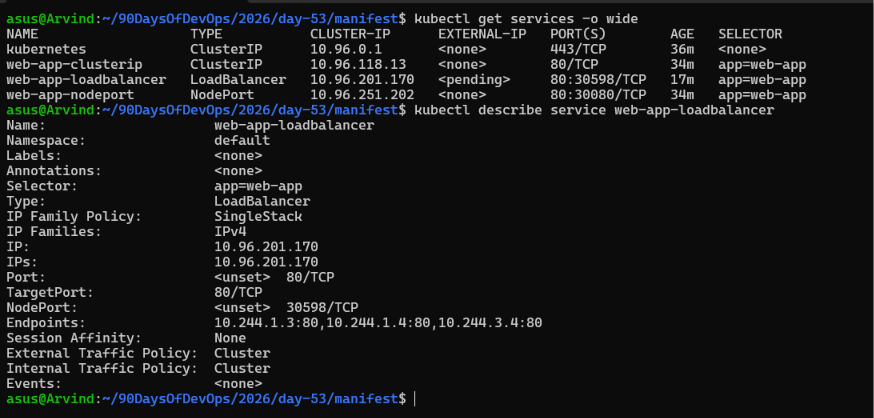 asus@Arvind:~/90DaysOfDevOps/2026/day-53/manifest$ kubectl get services -o wide
NAME                   TYPE           CLUSTER-IP      EXTERNAL-IP   PORT(S)        AGE   SELECTOR
kubernetes             ClusterIP      10.96.0.1       <none>        443/TCP        36m   <none>
web-app-clusterip      ClusterIP      10.96.118.13    <none>        80/TCP         34m   app=web-app
web-app-loadbalancer   LoadBalancer   10.96.201.170   <pending>     80:30598/TCP   17m   app=web-app
web-app-nodeport       NodePort       10.96.251.202   <none>        80:30080/TCP   34m   app=web-app
asus@Arvind:~/90DaysOfDevOps/2026/day-53/manifest$ kubectl describe service web-app-loadbalancer
Name:                     web-app-loadbalancer
Namespace:                default
Labels:                   <none>
Annotations:              <none>
Selector:                 app=web-app
Type:                     LoadBalancer
IP Family Policy:         SingleStack
IP Families:              IPv4
IP:                       10.96.201.170
IPs:                      10.96.201.170
Port:                     <unset>  80/TCP
TargetPort:               80/TCP
NodePort:                 <unset>  30598/TCP
Endpoints:                10.244.1.3:80,10.244.1.4:80,10.244.3.4:80
Session Affinity:         None
External Traffic Policy:  Cluster
Internal Traffic Policy:  Cluster
Events:                   <none>
asus@Arvind:~/90DaysOfDevOps/2026/day-53/manifest$